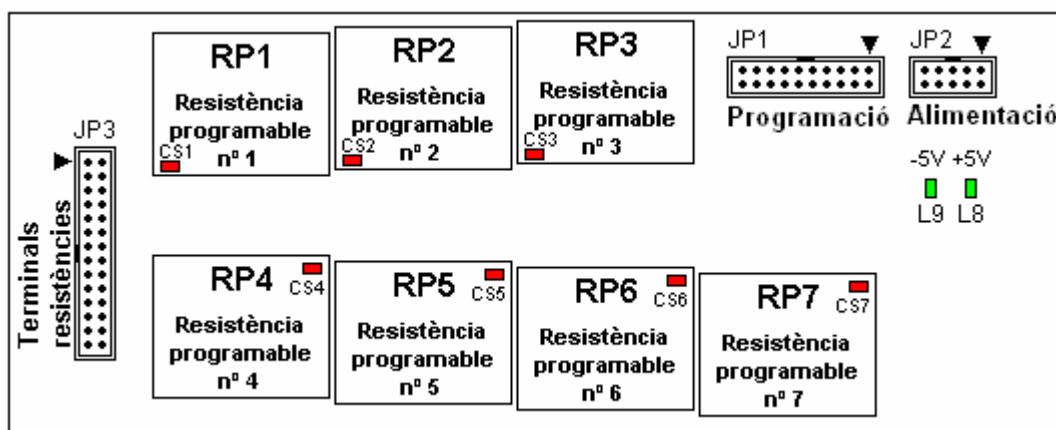 JP3
Terminals
resistències
RP1
Resistència
programable
nº 1
CS1
RP2
Resistència
programable
nº 2
CS2
RP3
Resistència
programable
nº 3
CS3
JP1
Programació
JP2
Alimentació
-5V +5V
L9 L8
RP4
CS4
Resistència
programable
nº 4
RP5
CS5
Resistència
programable
nº 5
RP6
CS6
Resistència
programable
nº 6
RP7
CS7
Resistència
programable
nº 7